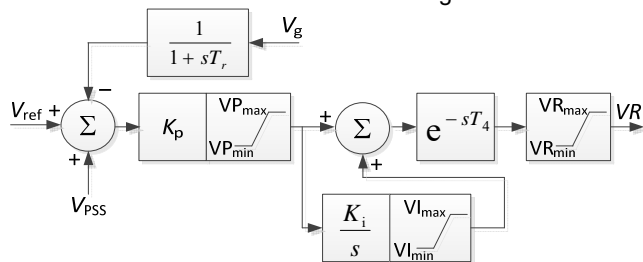 1
V_g
1 + sT_r
−
V_ref + VP_max + VR_max VR
Σ K_p Σ e^{−sT_4}
+ VP_min + VR_min
V_PSS K_i VI_max
s VI_min